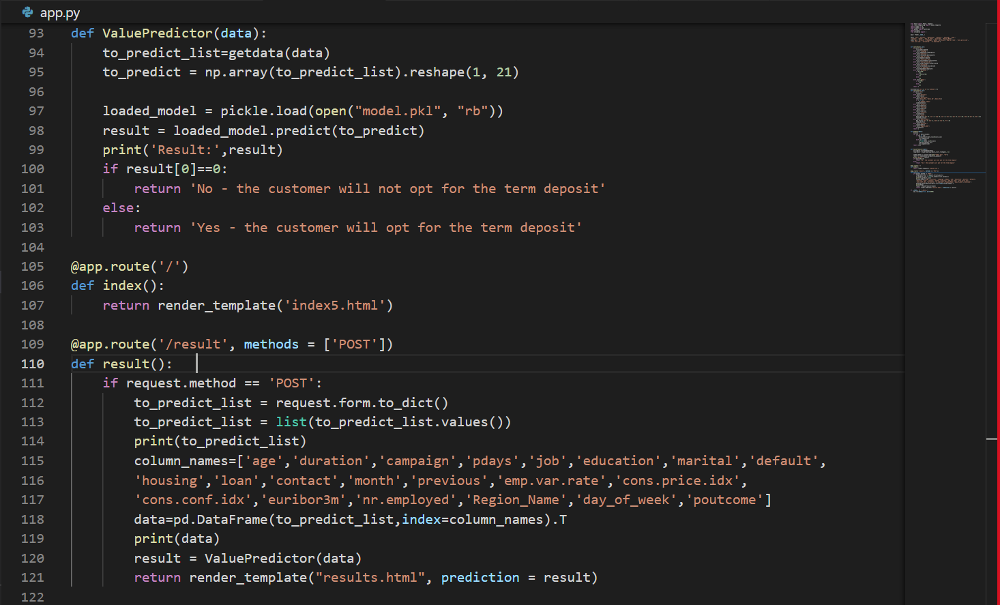 app.py
93 def ValuePredictor(data):
94 to_predict_list=getdata(data)
95 to_predict = np.array(to_predict_list).reshape(1, 21)
96
97 loaded_model = pickle.load(open("model.pkl", "rb"))
98 result = loaded_model.predict(to_predict)
99 print('Result:',result)
100 if result[0]==0:
101 return 'No - the customer will not opt for the term deposit'
102 else:
103 return 'Yes - the customer will opt for the term deposit'
104
105 @app.route('/')
106 def index():
107 return render_template('index5.html')
108
109 @app.route('/result', methods = ['POST'])
110 def result():
111 if request.method == 'POST':
112 to_predict_list = request.form.to_dict()
113 to_predict_list = list(to_predict_list.values())
114 print(to_predict_list)
115 column_names=['age','duration','campaign','pdays','job','education','marital','default',
116 'housing','loan','contact','month','previous','emp.var.rate','cons.price.idx',
117 'cons.conf.idx','euribor3m','nr.employed','Region_Name','day_of_week','poutcome']
118 data=pd.DataFrame(to_predict_list,index=column_names).T
119 print(data)
120 result = ValuePredictor(data)
121 return render_template("results.html", prediction = result)
122